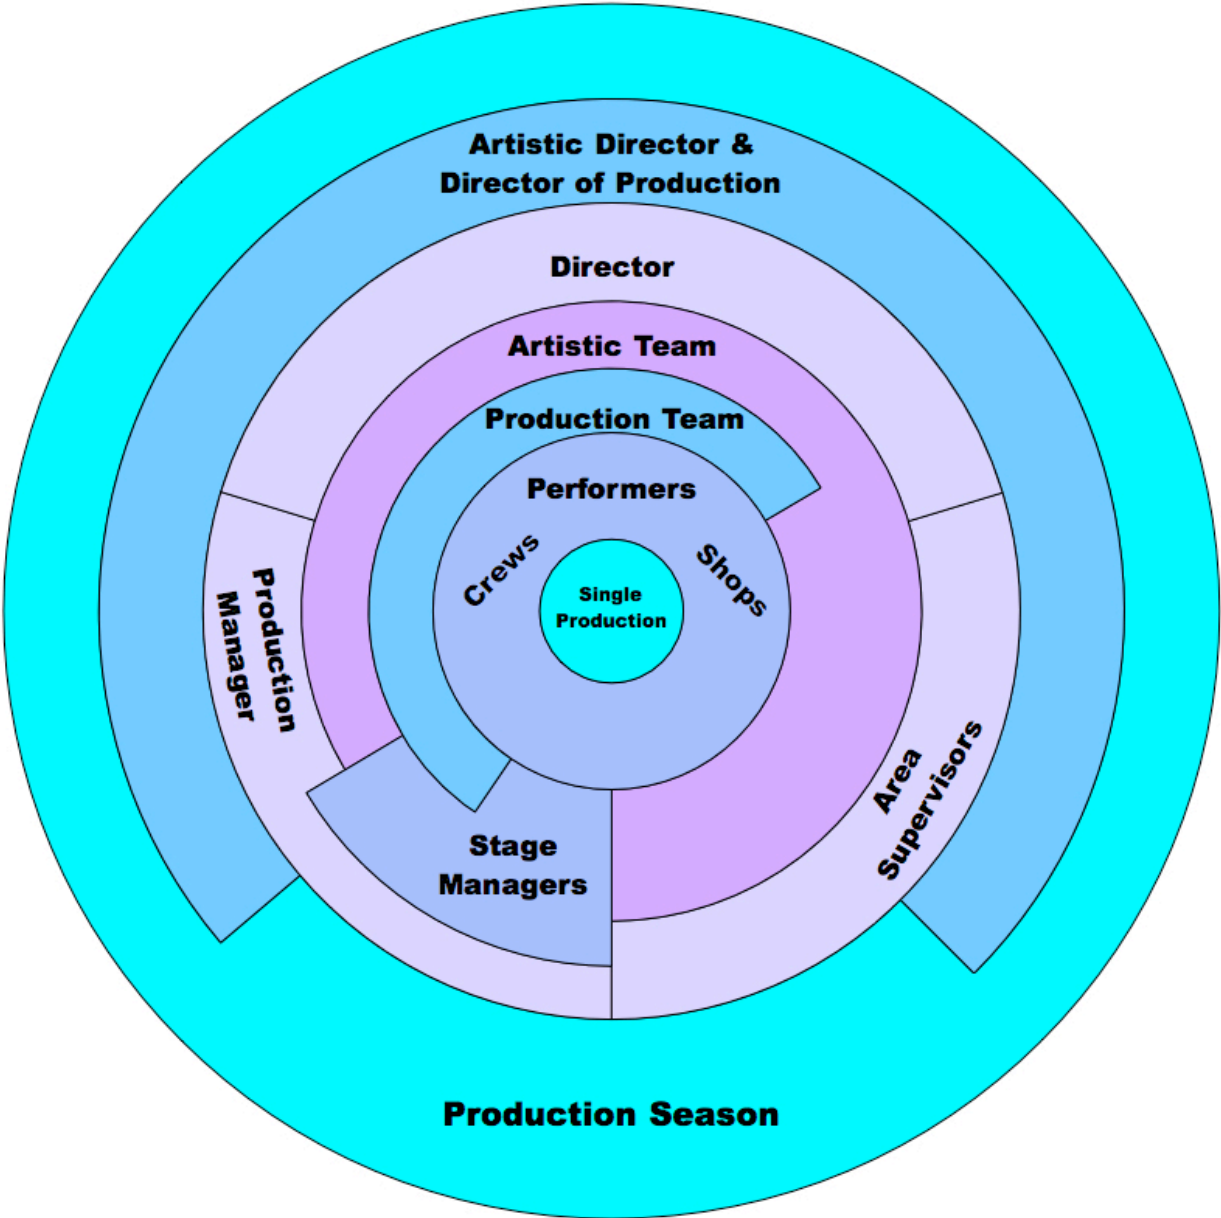 Artistic Director &
Director of Production
Director
Artistic Team
Production Team
Performers
Crews
Shops
Single
Production
Production
Manager
Area
Supervisors
Stage
Managers
Production Season